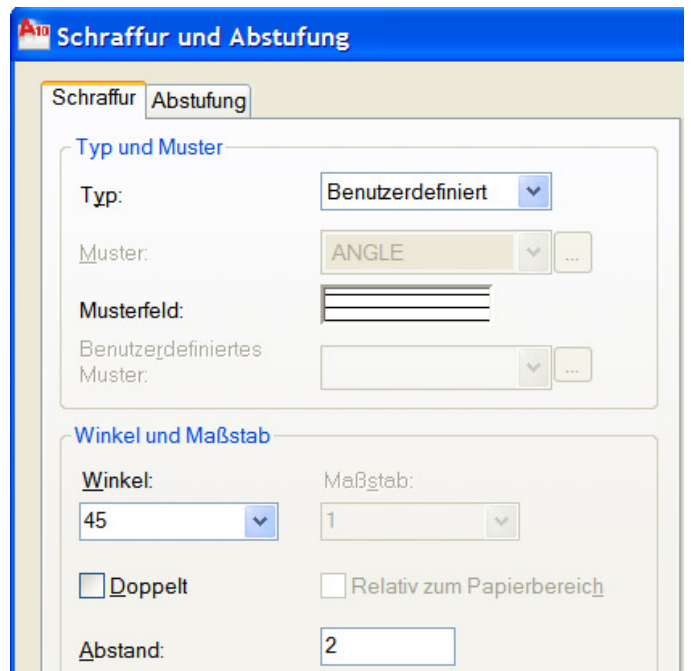 A10 Schraffur und Abstufung
Schraffur Abstufung
Typ und Muster
Typ: Benutzerdefiniert
Muster: ANGLE ...
Musterfeld:
Benutzerdefiniertes
Muster: ...
Winkel und Maßstab
Winkel: Maßstab:
45 1
Doppelt Relativ zum Papierbereich
Abstand: 2